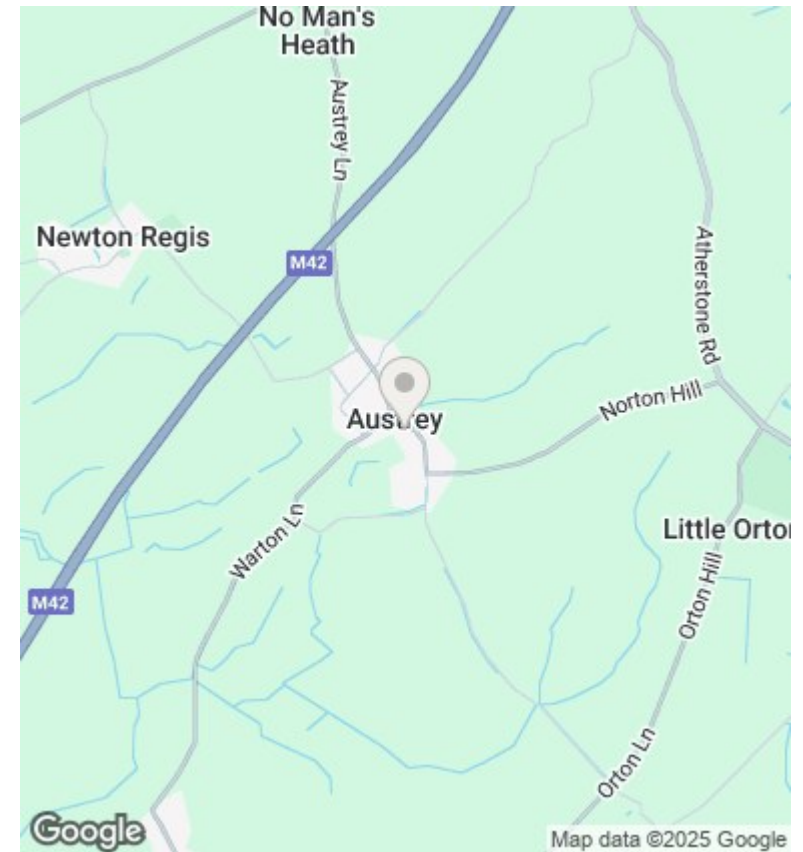 No Man's
Heath
Austrey Ln
Newton Regis
M42
Atherstone Rd
Norton Hill
Austrey
Warton Ln
Little Orton
M42
Orton Hill
Orton Ln
Google
Map data ©2025 Google